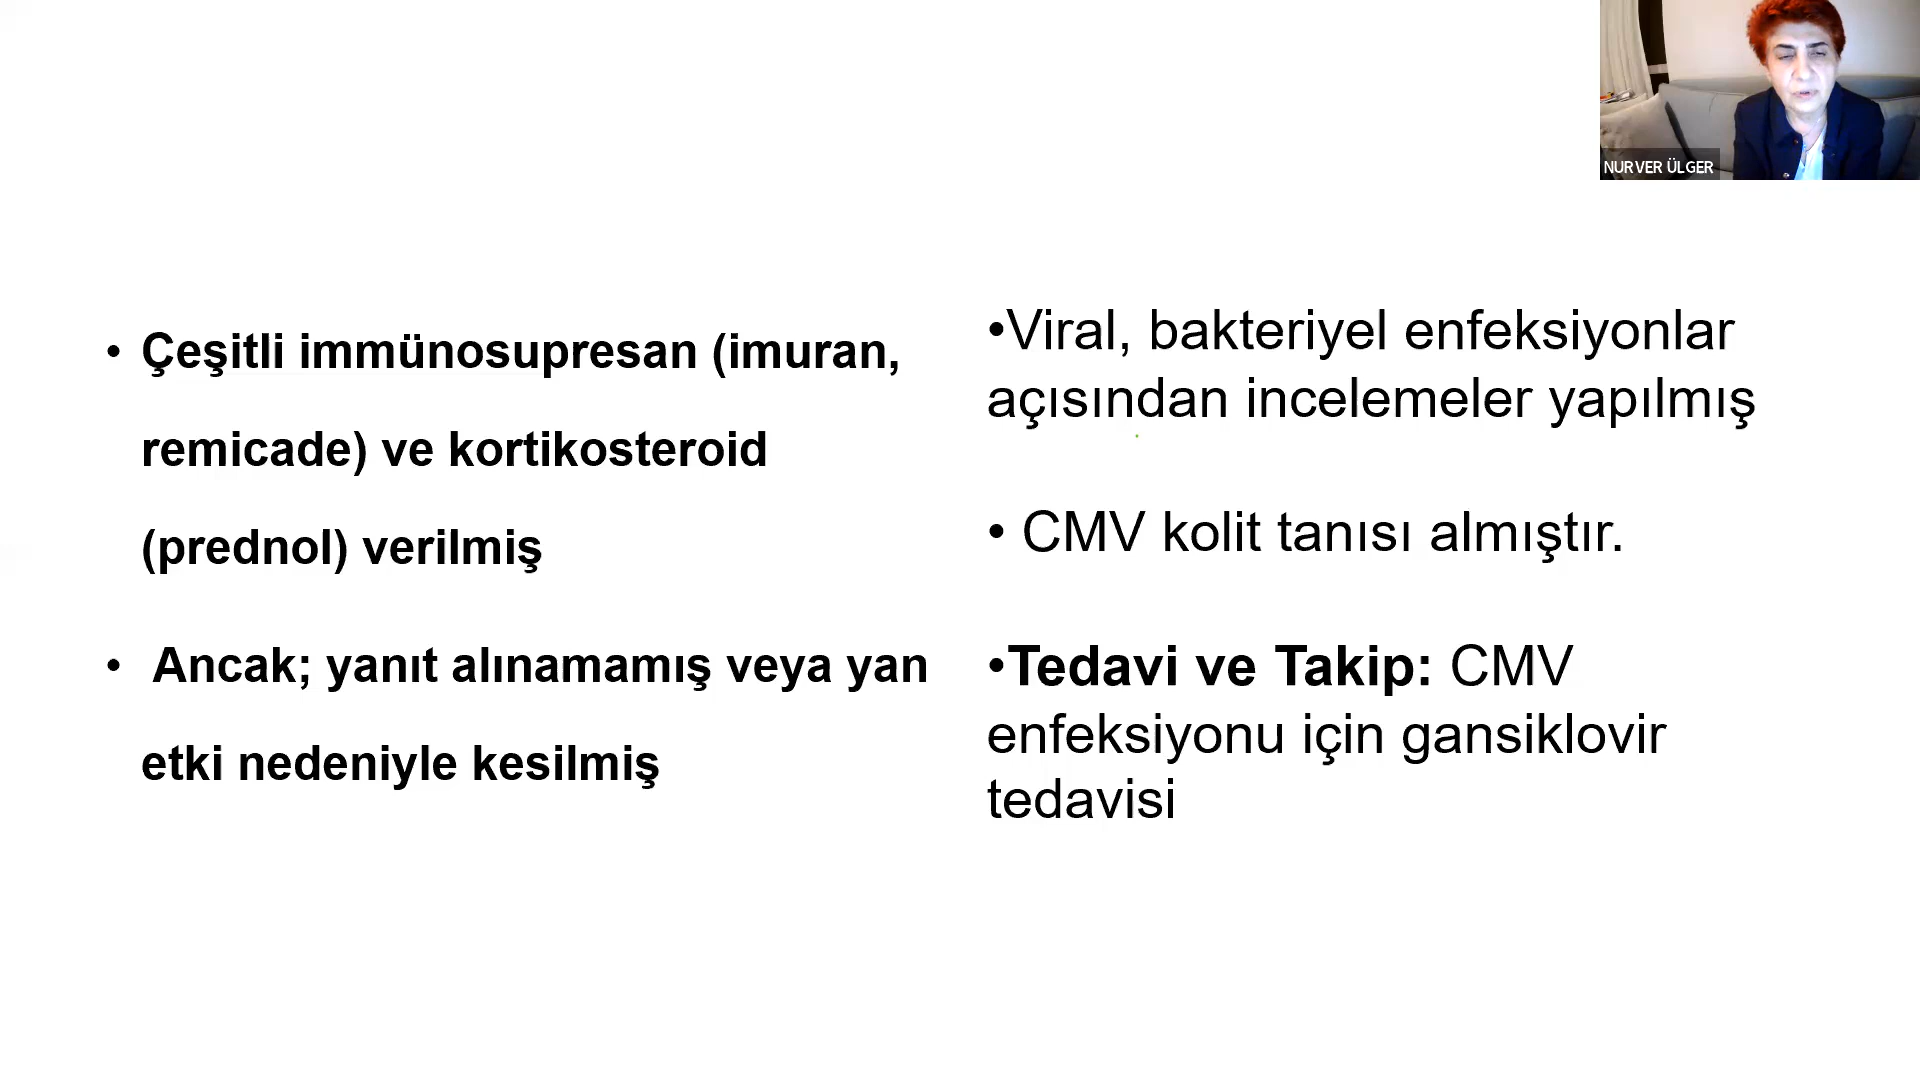 NURVER ÜLGER
• Çeşitli immünosupresan (imuran,
remicade) ve kortikosteroid
(prednol) verilmiş
• Ancak; yanıt alınamamış veya yan
etki nedeniyle kesilmiş
•Viral, bakteriyel enfeksiyonlar
açısından incelemeler yapılmış
• CMV kolit tanısı almıştır.
•Tedavi ve Takip: CMV
enfeksiyonu için gansiklovir
tedavisi